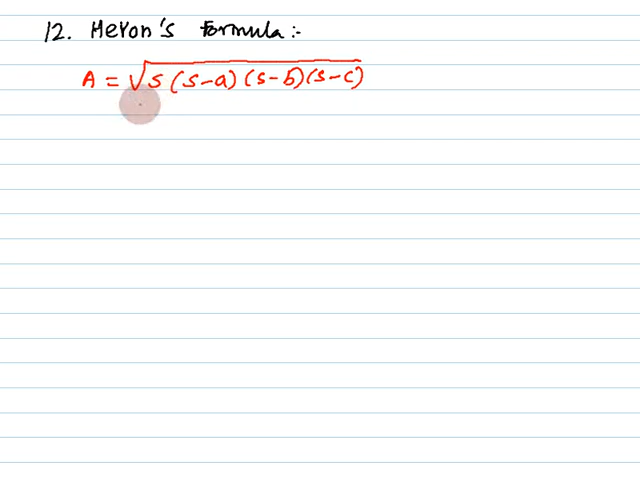 12. Heron's formula:-
A = √s(s-a)(s-b)(s-c)